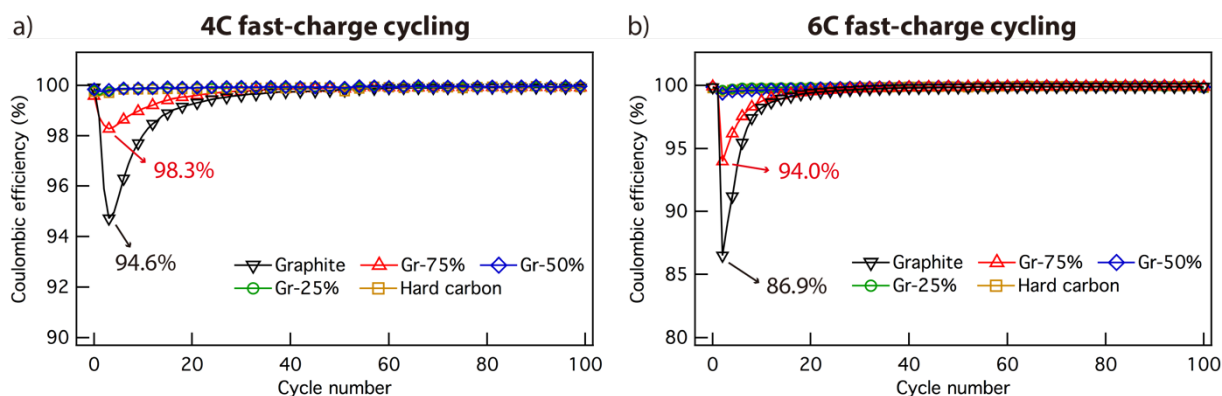 a) 4C fast-charge cycling
Coulombic efficiency (%)
100
98
96
94
92
90
98.3%
94.6%
Graphite Gr-75% Gr-50%
Gr-25% Hard carbon
0 20 40 60 80 100
Cycle number
b) 6C fast-charge cycling
Coulombic efficiency (%)
100
95
90
85
80
94.0%
86.9%
Graphite Gr-75% Gr-50%
Gr-25% Hard carbon
0 20 40 60 80 100
Cycle number